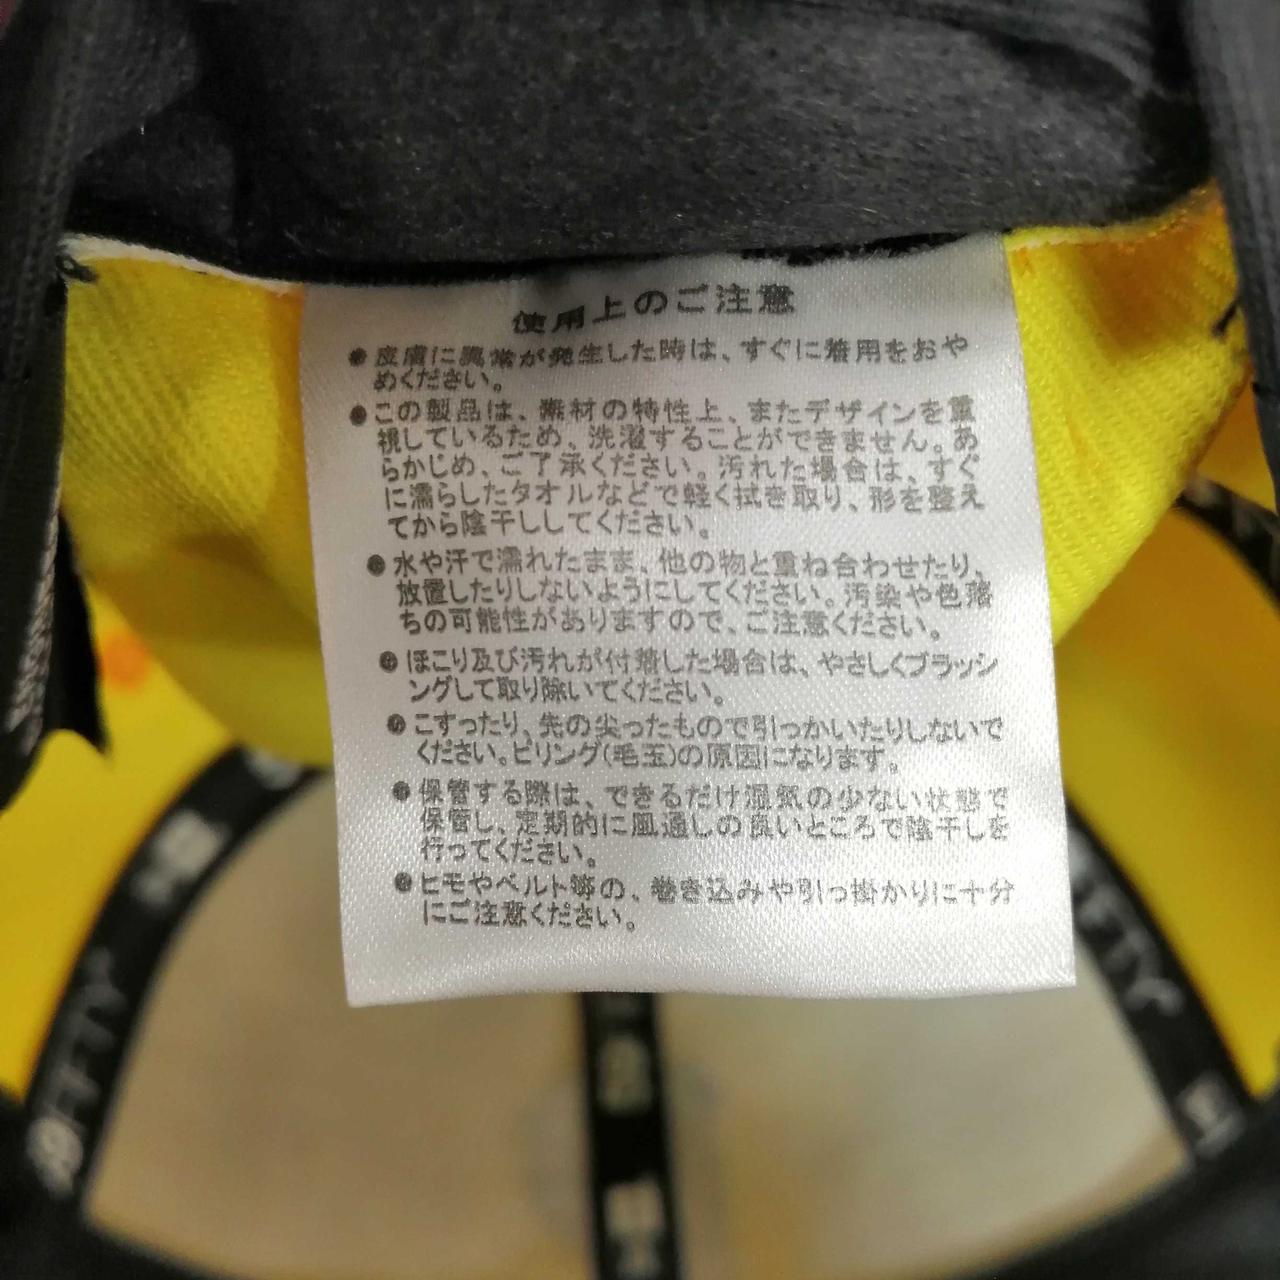 使用上のご注意
●皮膚に異常が発生した時は、すぐに着用をおや
めください。
●この製品は、素材の特性上、またデザインを重
視しているため、洗濯することができません。あ
らかじめ、ご了承ください。汚れた場合は、すぐ
に濡らしたタオルなどで軽く拭き取り、形を整え
てから陰干ししてください。
●水や汗で濡れたまま、他の物と重ね合わせたり、
放置したりしないようにしてください。汚染や色落
ちの可能性がありますので、ご注意ください。
●ほこり及び汚れが付着した場合は、やさしくブラッシ
ングして取り除いてください。
●こすったり、先の尖ったもので引っかいたりしないで
ください。ピリング(毛玉)の原因になります。
●保管する際は、できるだけ湿気の少ない状態で
保管し、定期的に風通しの良いところで陰干しを
行ってください。
●ヒモやベルト等の、巻き込みや引っ掛かりに十分
にご注意ください。
9FIFTY
FIFTY